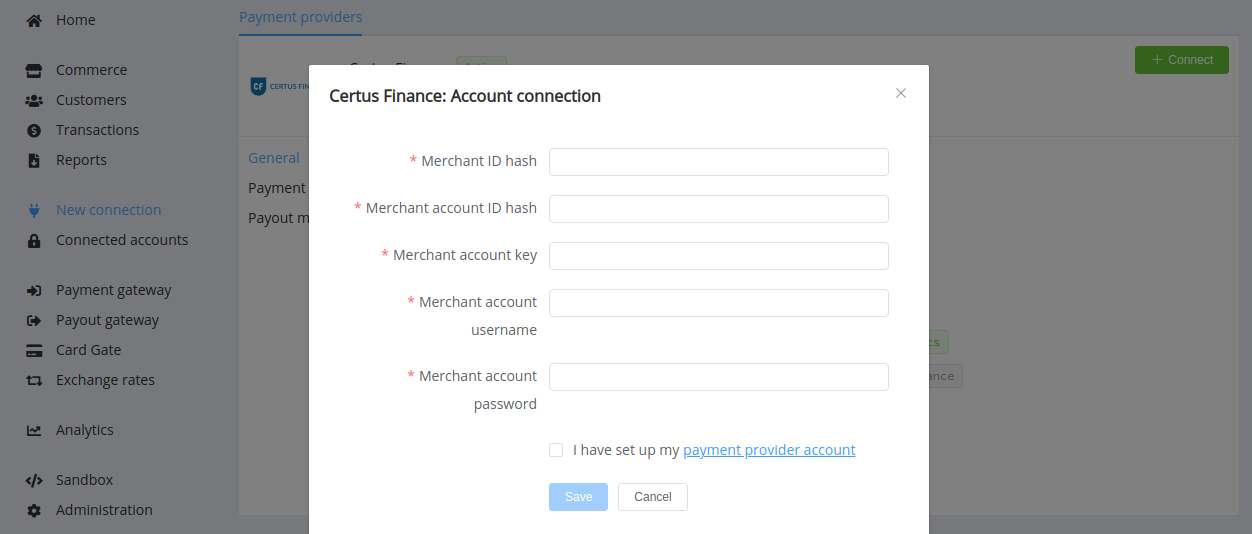 Home
Commerce
Customers
Transactions
Reports
New connection
Connected accounts
Payment gateway
Payout gateway
Card Gate
Exchange rates
Analytics
Sandbox
Administration
Payment providers
+ Connect
CF CERTUS FIN
General
Payment
Payout m
Certus Finance: Account connection
* Merchant ID hash
* Merchant account ID hash
* Merchant account key
* Merchant account
username
* Merchant account
password
I have set up my payment provider account
Save Cancel
cs
ance